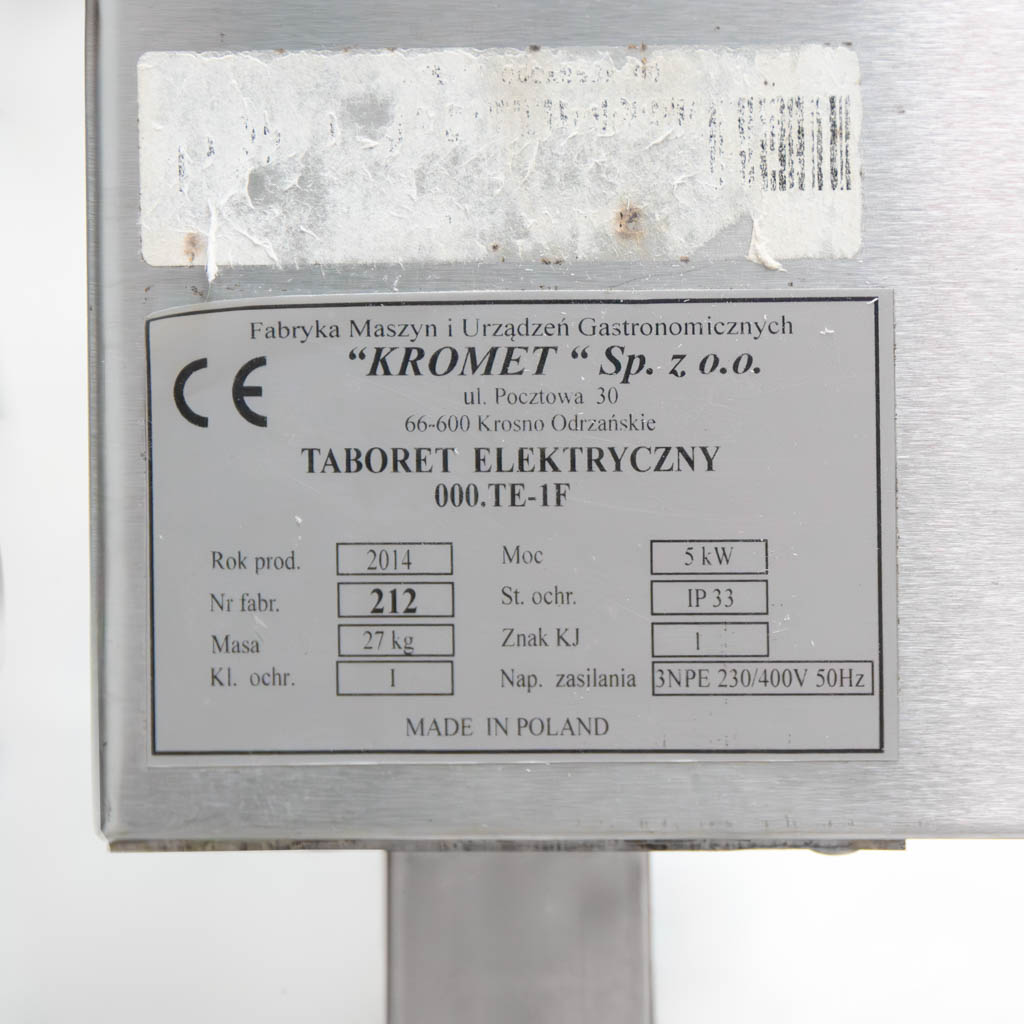 Fabryka Maszyn i Urządzeń Gastronomicznych
“KROMET “ Sp. z o.o.
ul. Pocztowa 30
66-600 Krosno Odrzańskie
CE
TABORET ELEKTRYCZNY
000.TE-1F
Rok prod. 2014 Moc 5 kW
Nr fabr. 212 St. ochr. IP 33
Masa 27 kg Znak KJ 1
Kl. ochr. 1 Nap. zasilania 3NPE 230/400V 50Hz
MADE IN POLAND